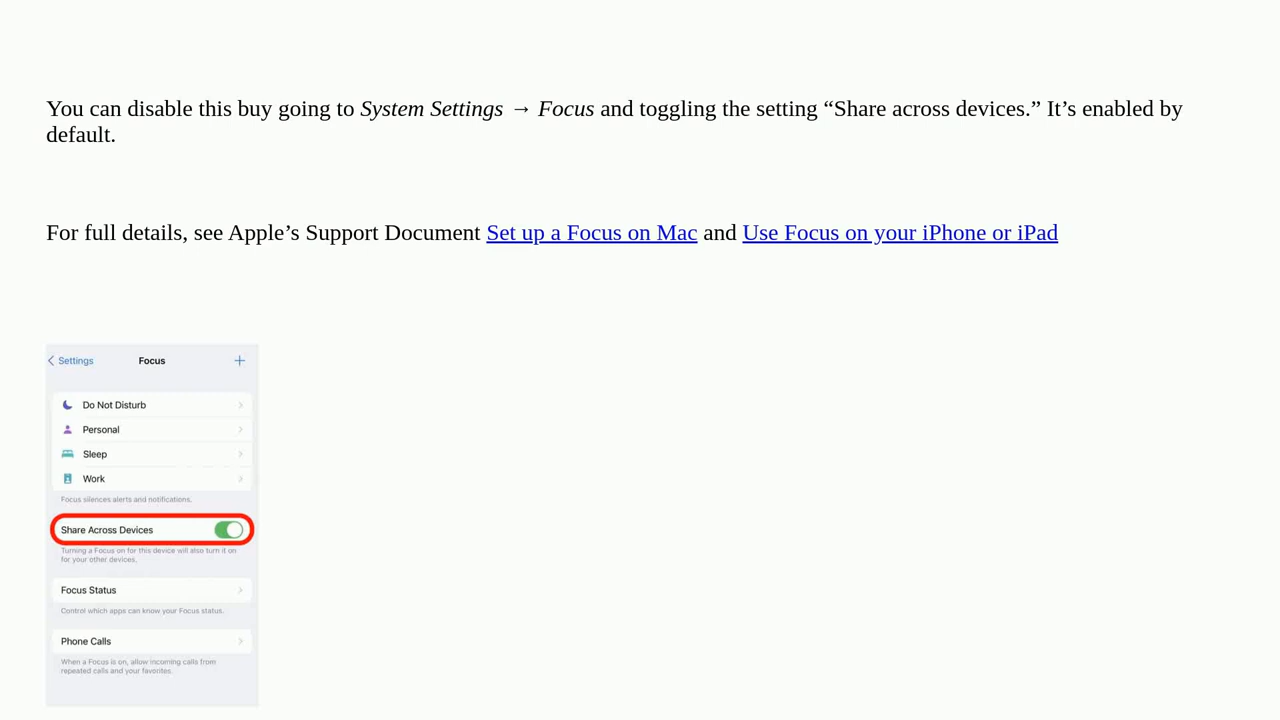 You can disable this buy going to System Settings → Focus and toggling the setting “Share across devices.” It’s enabled by
default.
For full details, see Apple’s Support Document Set up a Focus on Mac and Use Focus on your iPhone or iPad
Settings Focus +
Do Not Disturb
Personal
Sleep
Work
Focus silences alerts and notifications.
Share Across Devices
Turning a Focus on for this device will also turn it on
for your other devices.
Focus Status
Control which apps can know your Focus status.
Phone Calls
When a Focus is on, allow incoming calls from
repeated calls and your favorites.